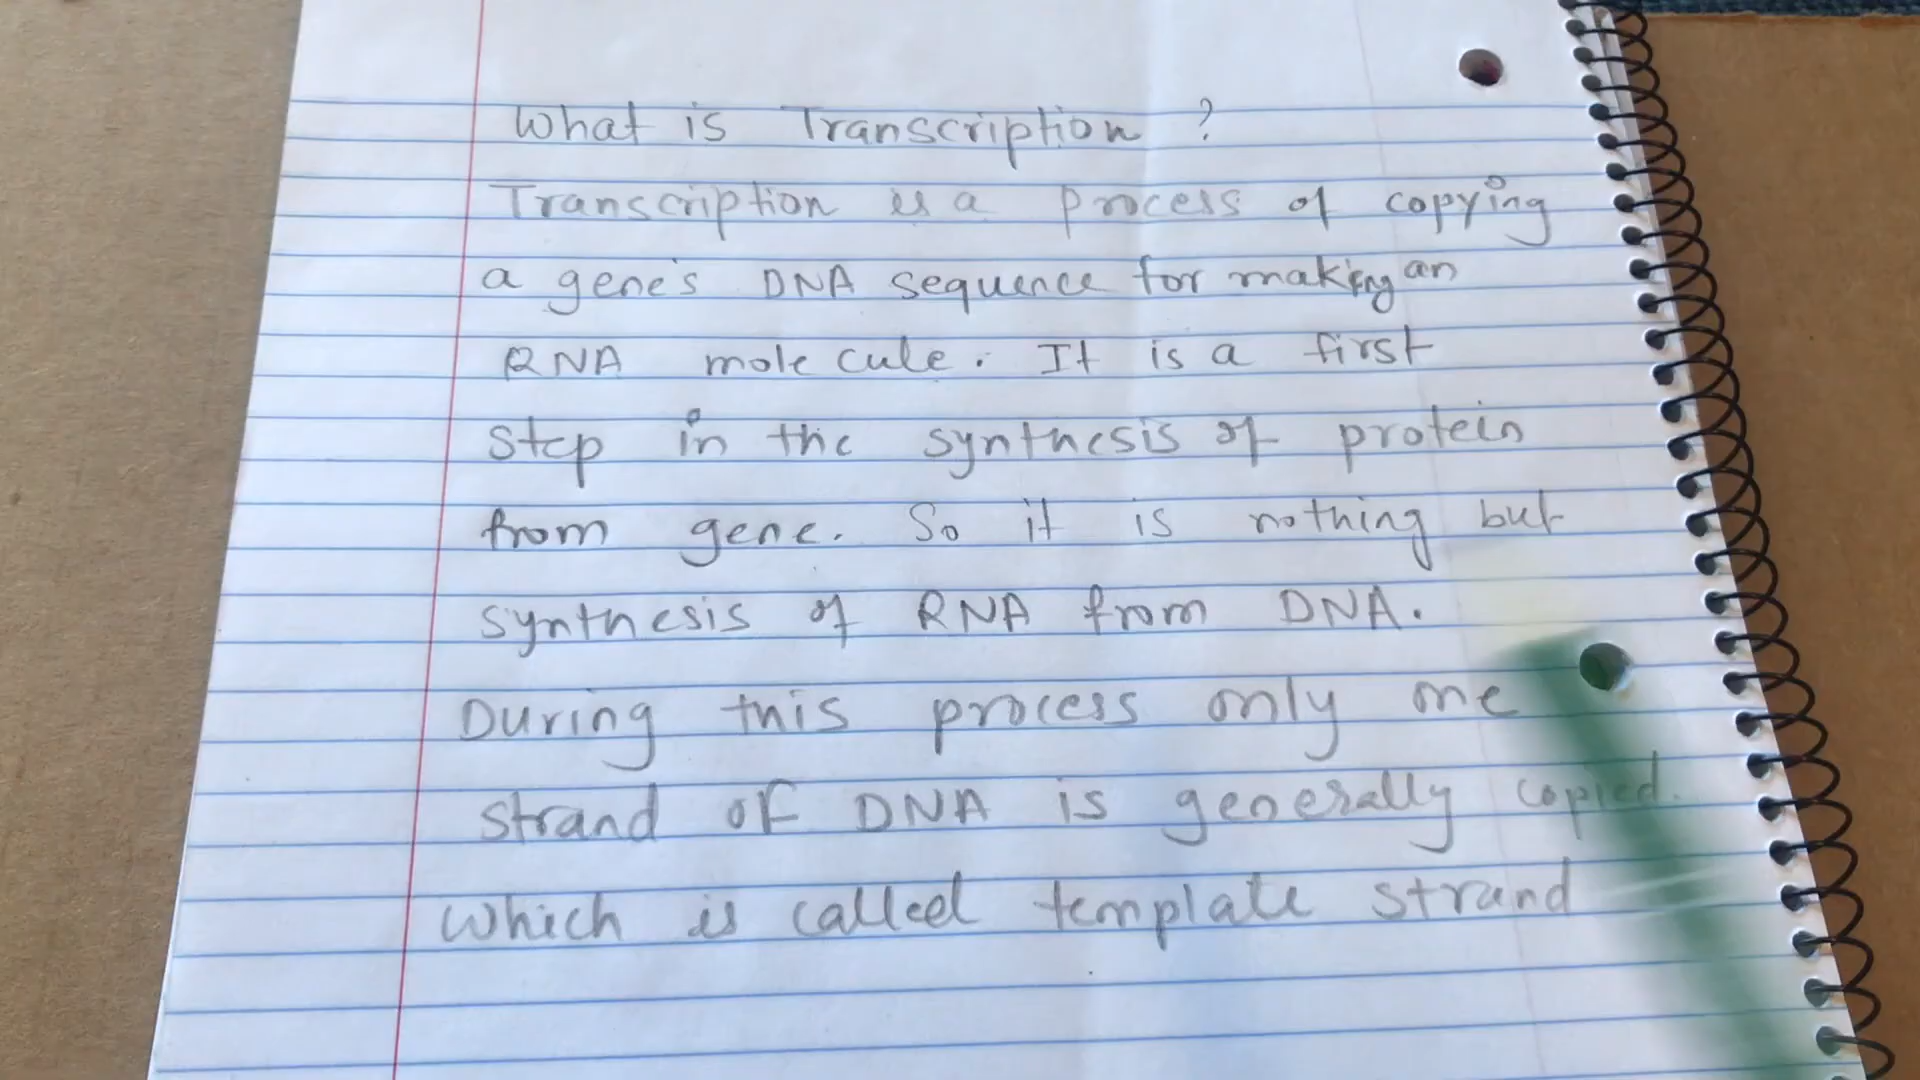 What is Transcription ?
Transcription is a process of copying
a gene's DNA sequence for making an
RNA molecule. It is a first
step in the synthesis of protein
from gene. So it is nothing but
synthesis of RNA from DNA.
During this process only one
strand of DNA is generally copied.
which is called template strand